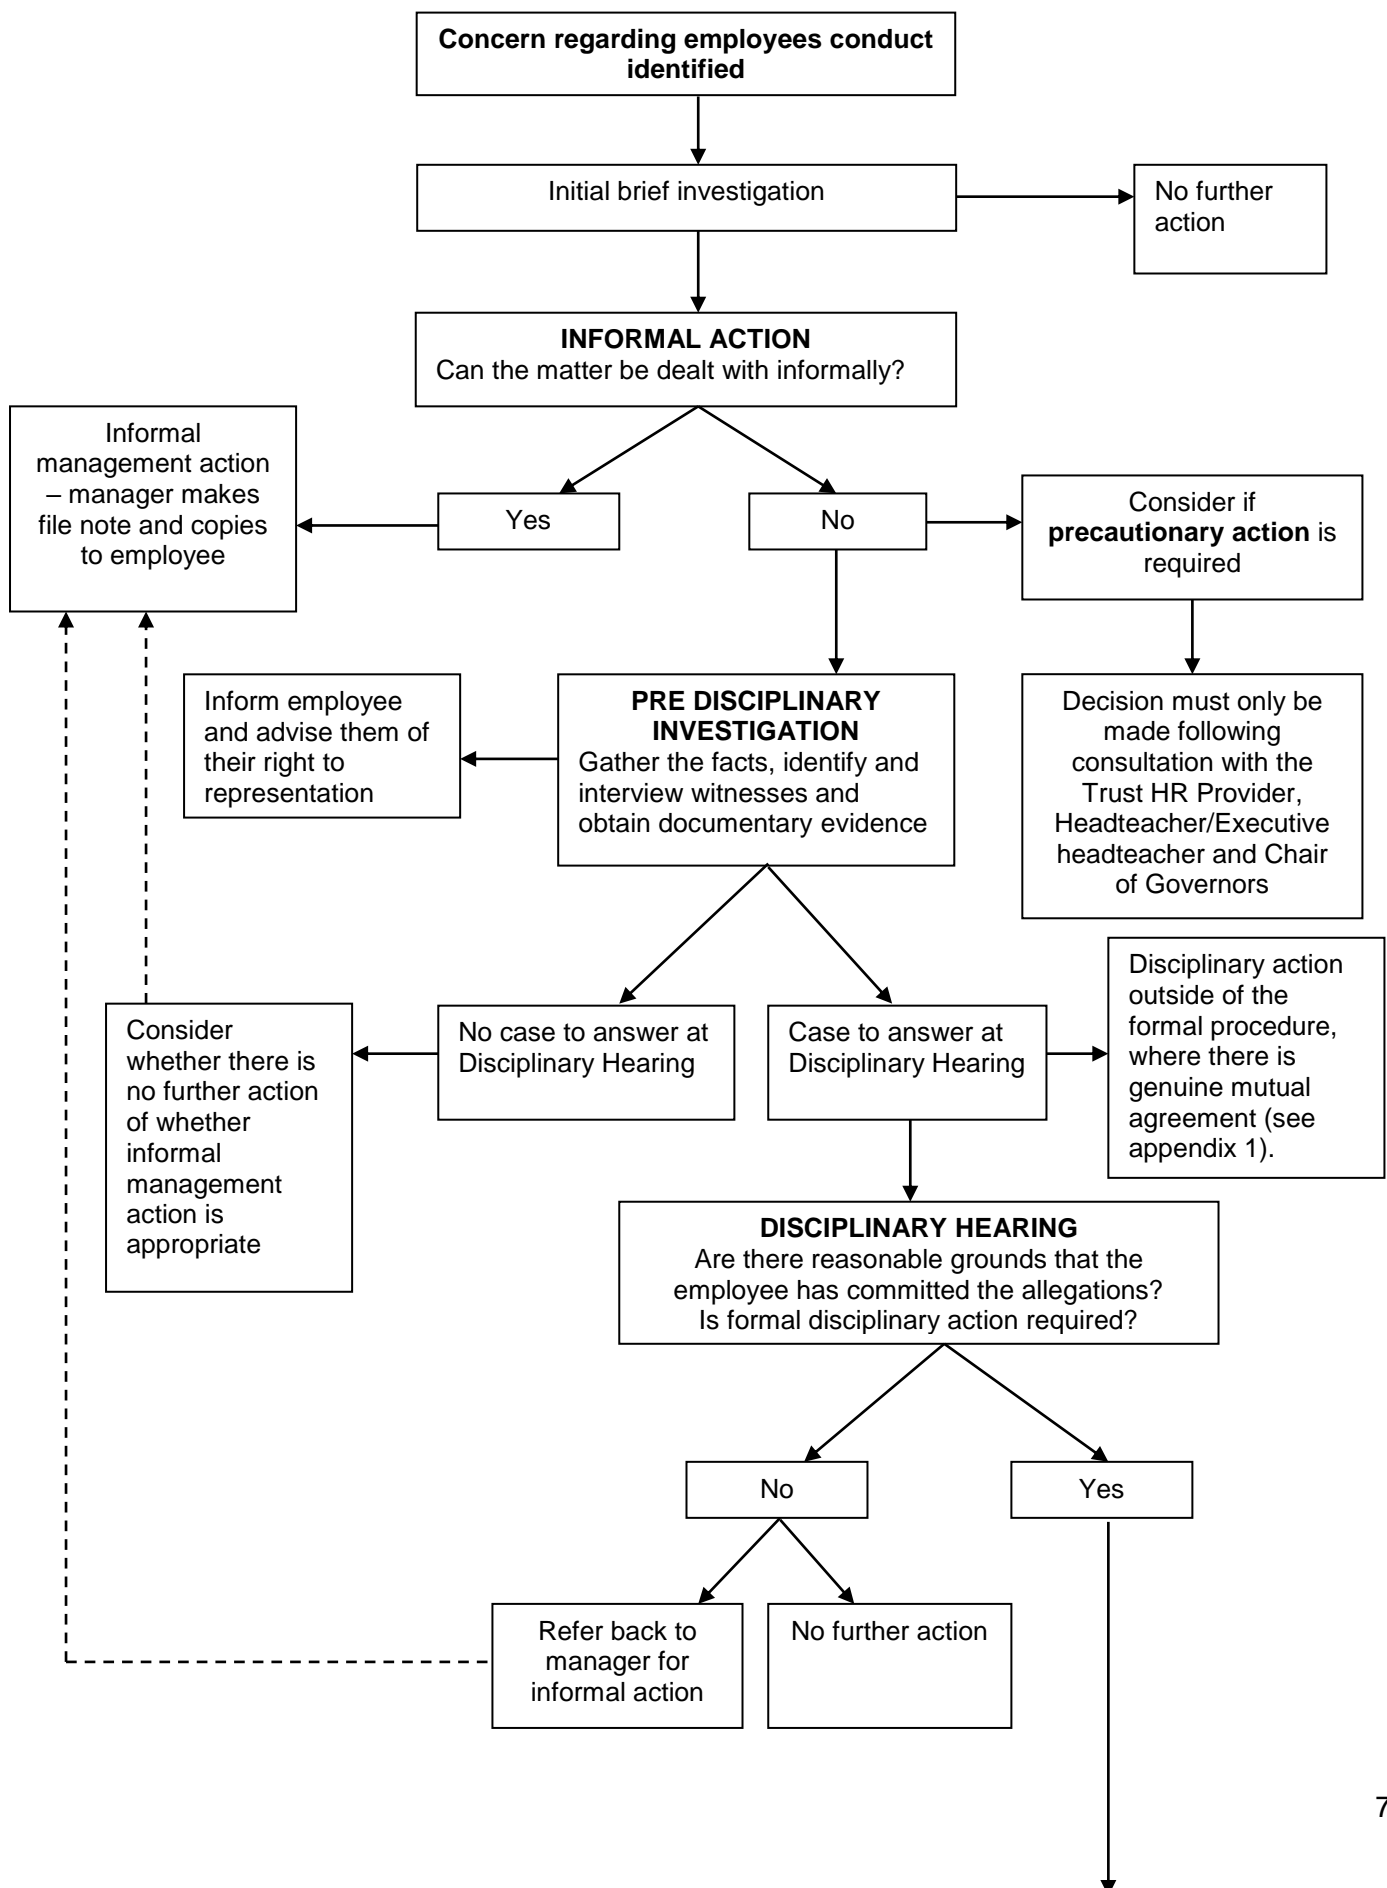 Concern regarding employees conduct
identified
Initial brief investigation
No further
action
INFORMAL ACTION
Can the matter be dealt with informally?
Informal
management action
– manager makes
file note and copies
to employee
Yes
No
Consider if
precautionary action is
required
Inform employee
and advise them of
their right to
representation
PRE DISCIPLINARY
INVESTIGATION
Gather the facts, identify and
interview witnesses and
obtain documentary evidence
Decision must only be
made following
consultation with the
Trust HR Provider,
Headteacher/Executive
headteacher and Chair
of Governors
Consider
whether there is
no further action
of whether
informal
management
action is
appropriate
No case to answer at
Disciplinary Hearing
Case to answer at
Disciplinary Hearing
Disciplinary action
outside of the
formal procedure,
where there is
genuine mutual
agreement (see
appendix 1).
DISCIPLINARY HEARING
Are there reasonable grounds that the
employee has committed the allegations?
Is formal disciplinary action required?
No
Yes
Refer back to
manager for
informal action
No further action
7